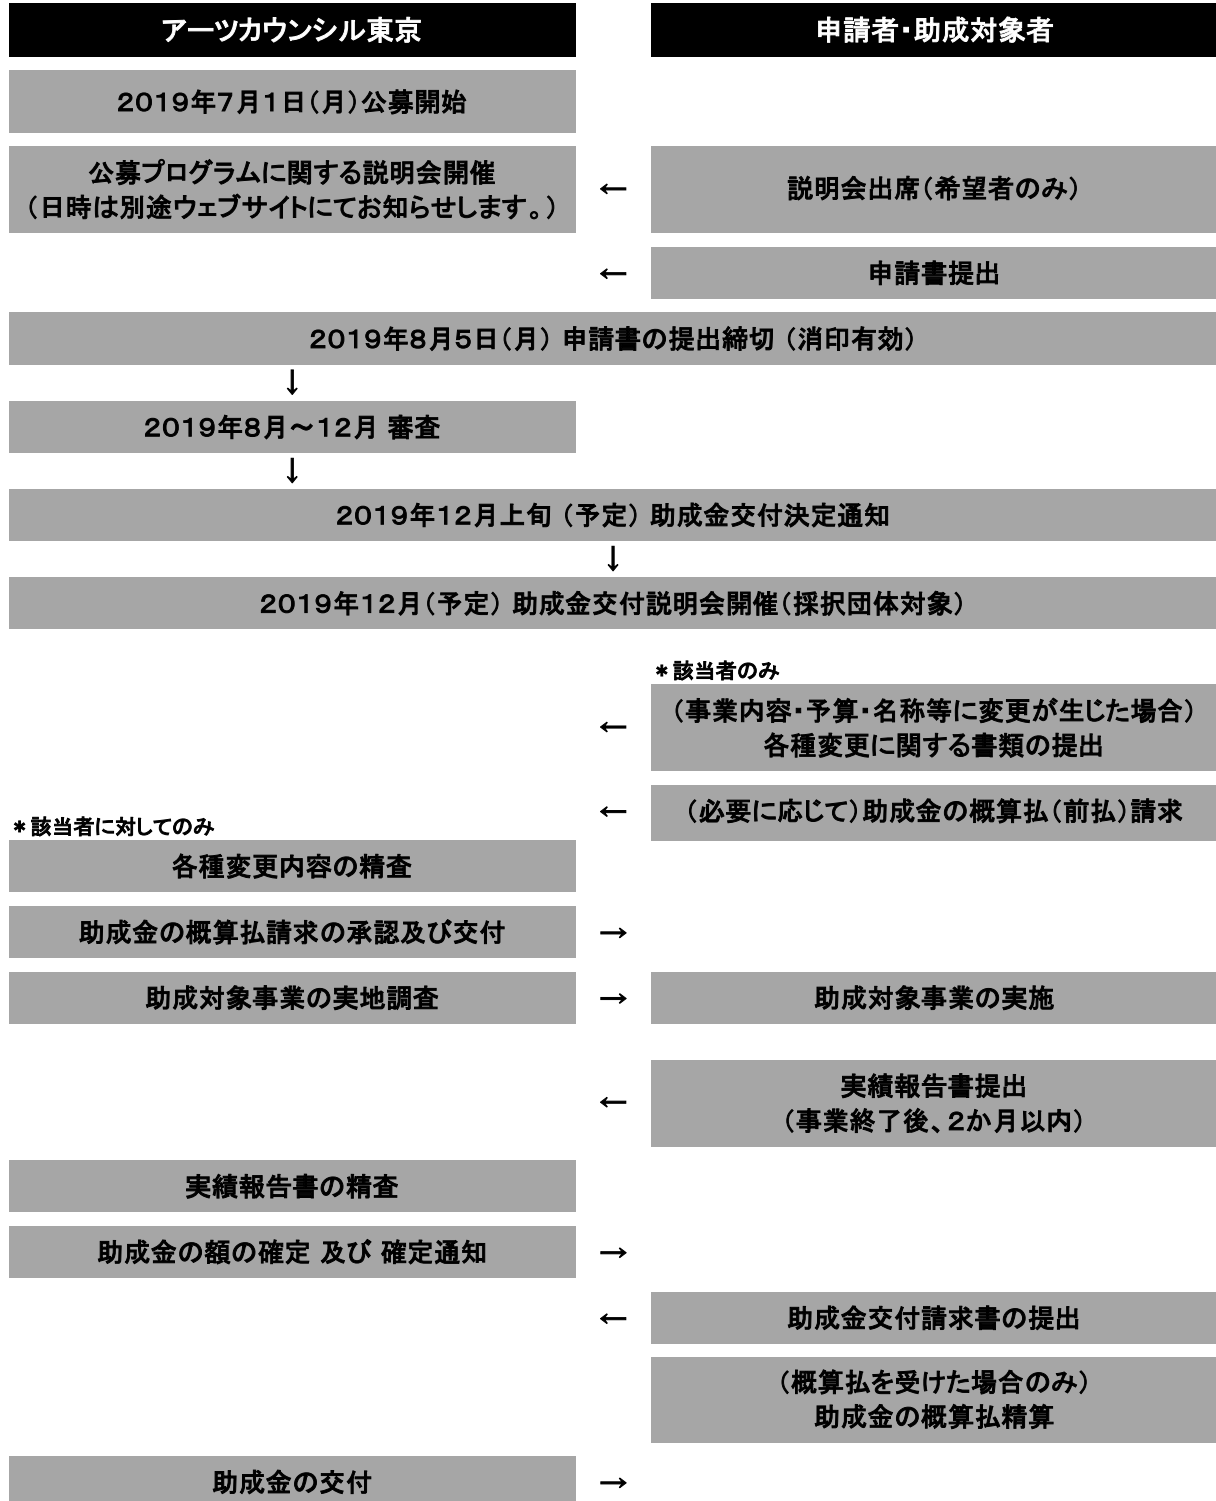 アーツカウンシル東京
申請者・助成対象者
2019年7月1日(月)公募開始
公募プログラムに関する説明会開催
(日時は別途ウェブサイトにてお知らせします。)
←
説明会出席(希望者のみ)
←
申請書提出
2019年8月5日(月) 申請書の提出締切 (消印有効)
↓
2019年8月~12月 審査
↓
2019年12月上旬 (予定) 助成金交付決定通知
↓
2019年12月(予定) 助成金交付説明会開催(採択団体対象)
*該当者のみ
←
(事業内容・予算・名称等に変更が生じた場合)
各種変更に関する書類の提出
←
(必要に応じて)助成金の概算払(前払)請求
*該当者に対してのみ
各種変更内容の精査
助成金の概算払請求の承認及び交付
→
助成対象事業の実地調査
→
助成対象事業の実施
←
実績報告書提出
(事業終了後、2か月以内)
実績報告書の精査
助成金の額の確定 及び 確定通知
→
←
助成金交付請求書の提出
(概算払を受けた場合のみ)
助成金の概算払精算
助成金の交付
→